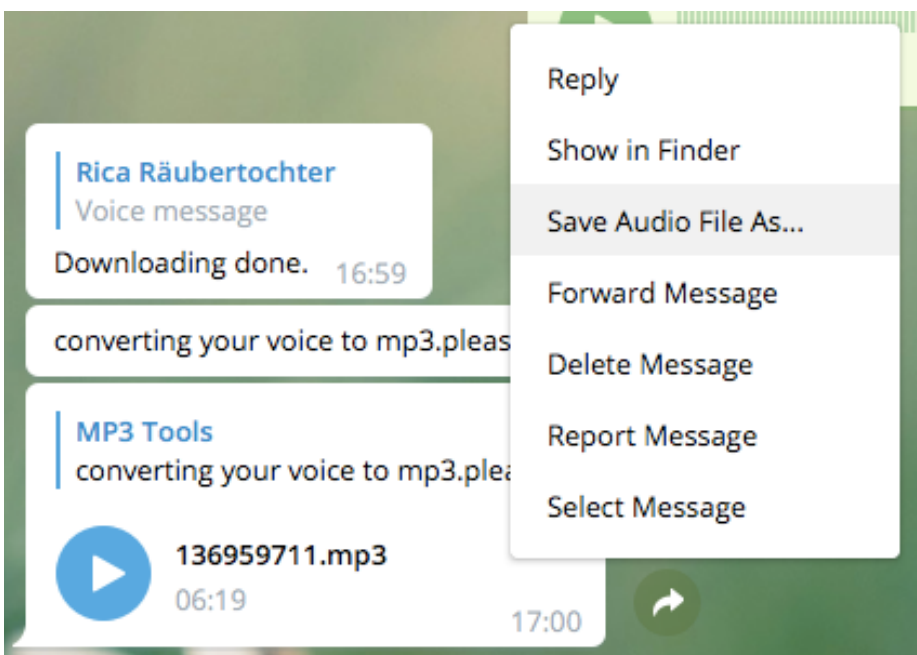 Rica Räubertochter
Voice message
Downloading done. 16:59
converting your voice to mp3.pleas
MP3 Tools
converting your voice to mp3.plea
136959711.mp3
06:19
17:00
Reply
Show in Finder
Save Audio File As...
Forward Message
Delete Message
Report Message
Select Message